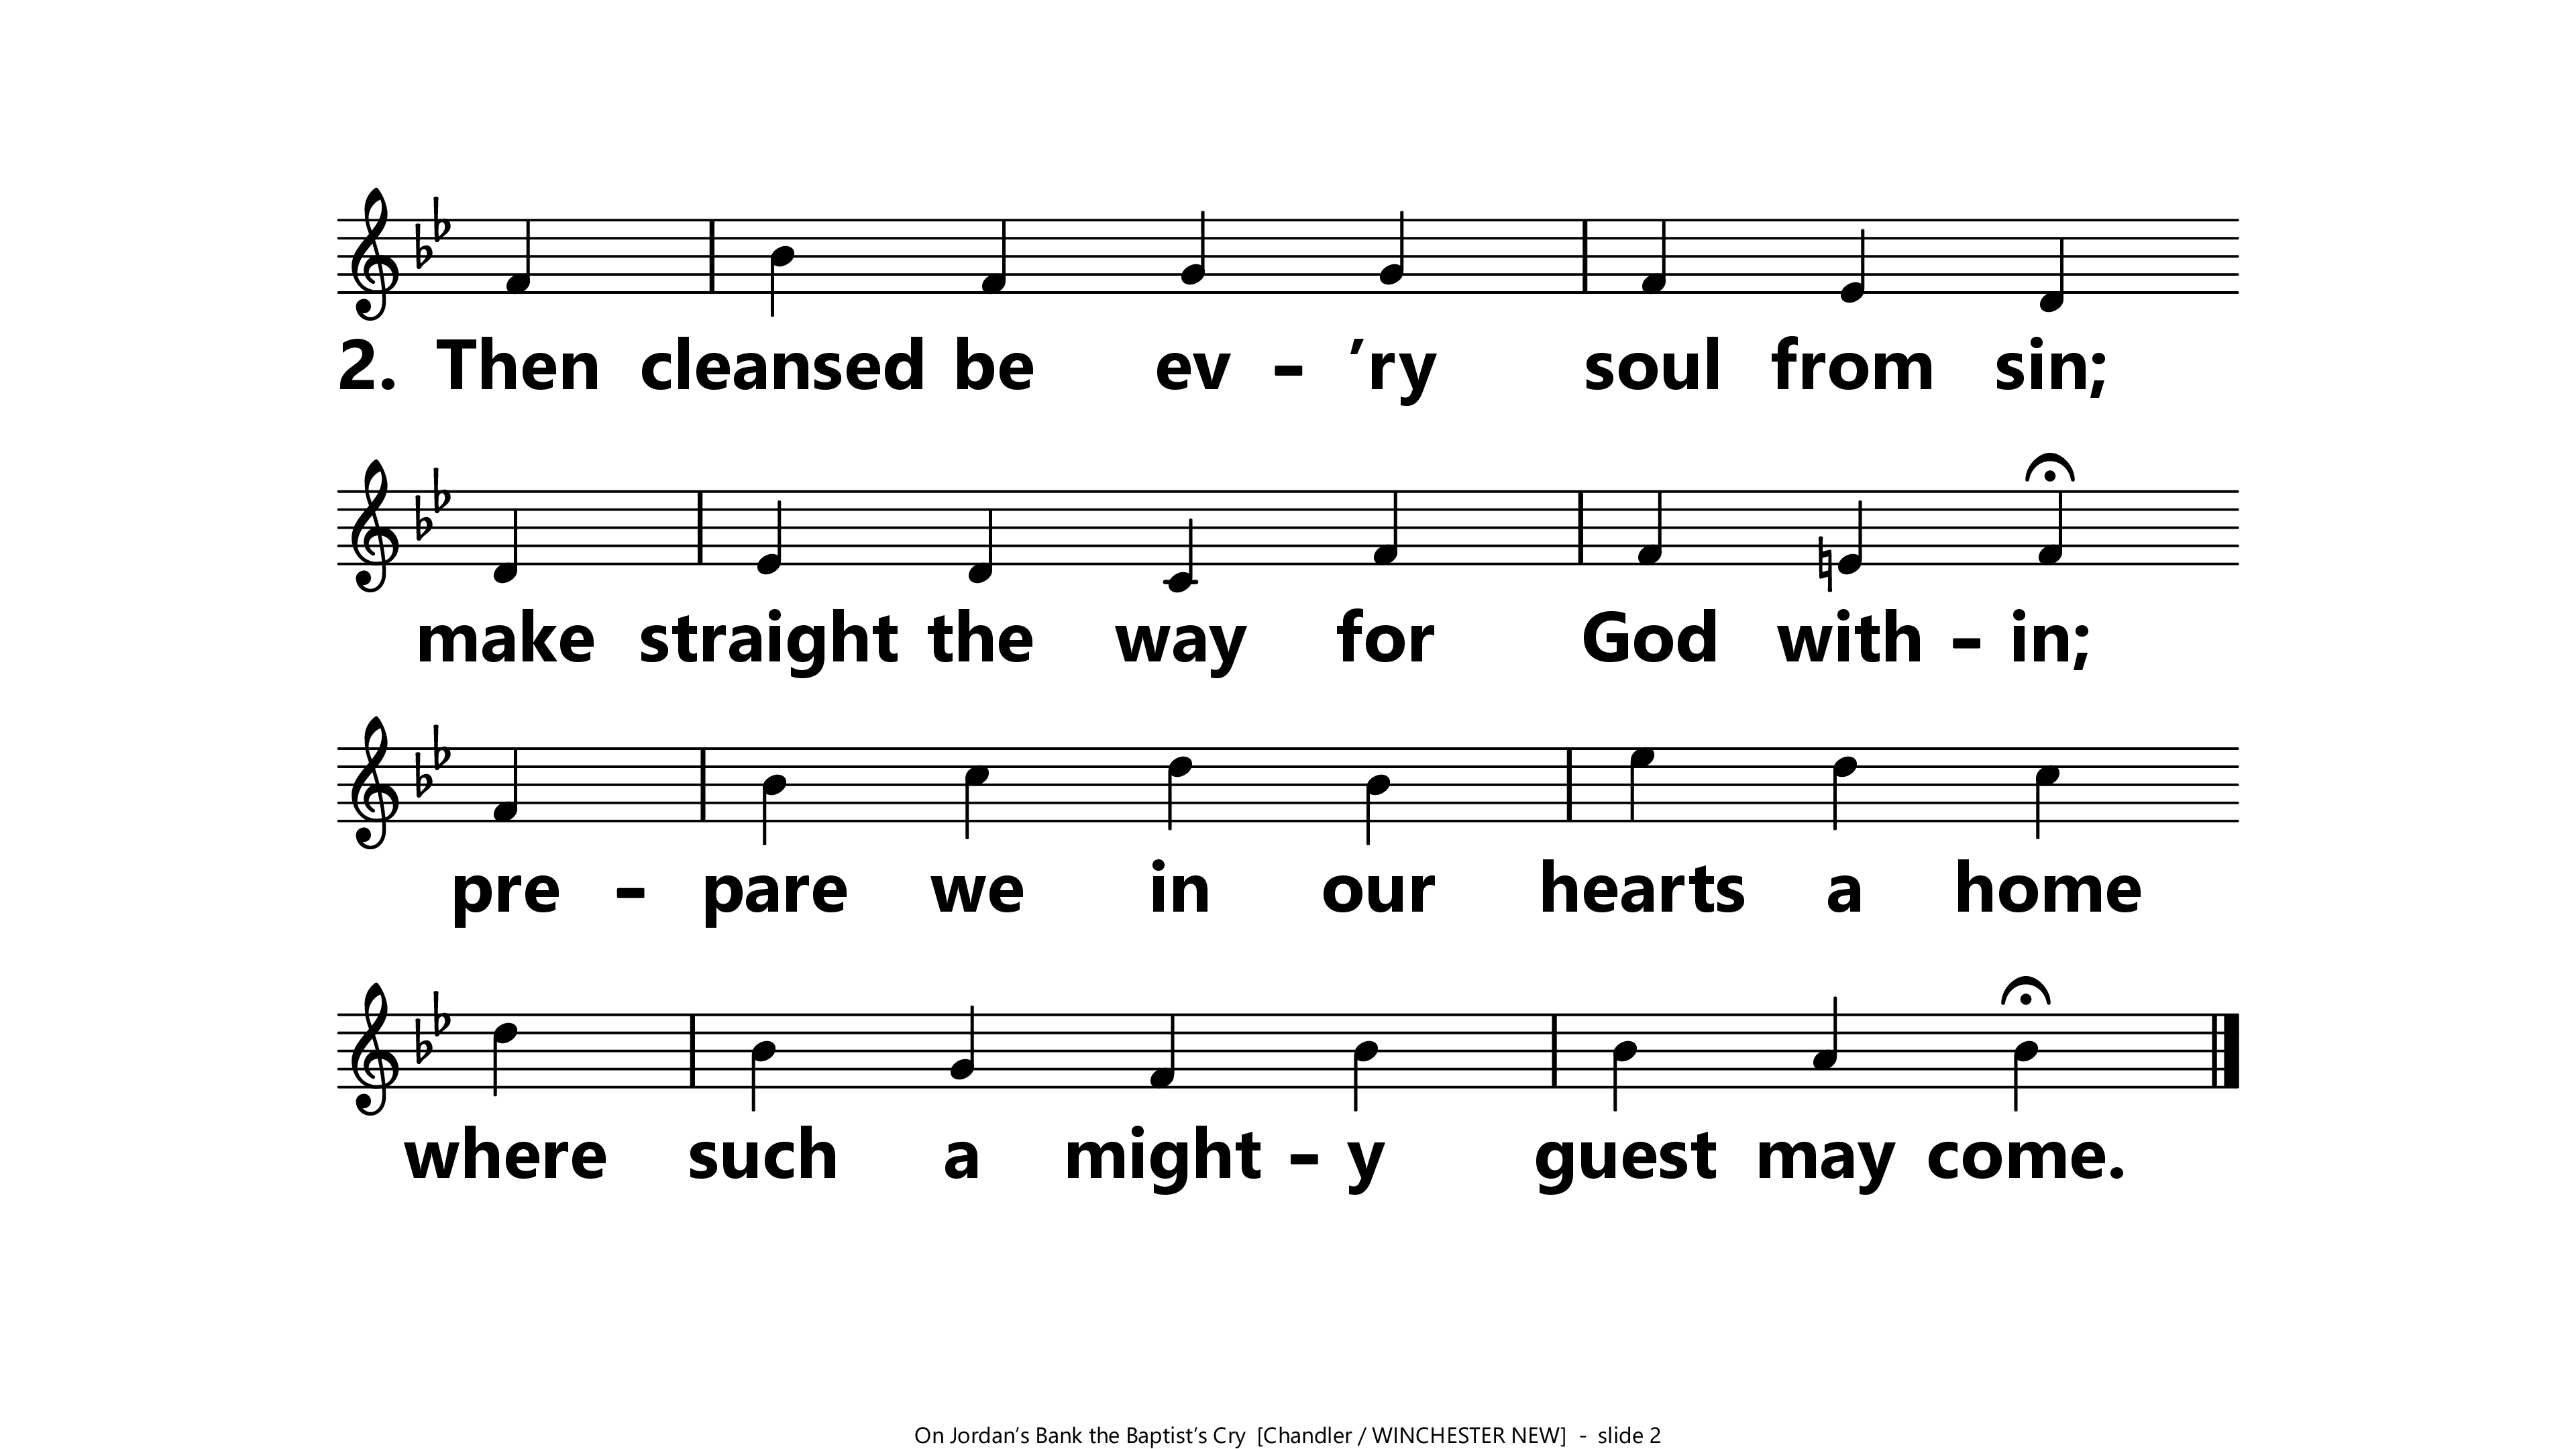 2. Then cleansed be ev - ’ry soul from sin;
make straight the way for God with - in;
pre - pare we in our hearts a home
where such a might - y guest may come.
On Jordan’s Bank the Baptist’s Cry [Chandler / WINCHESTER NEW] - slide 2